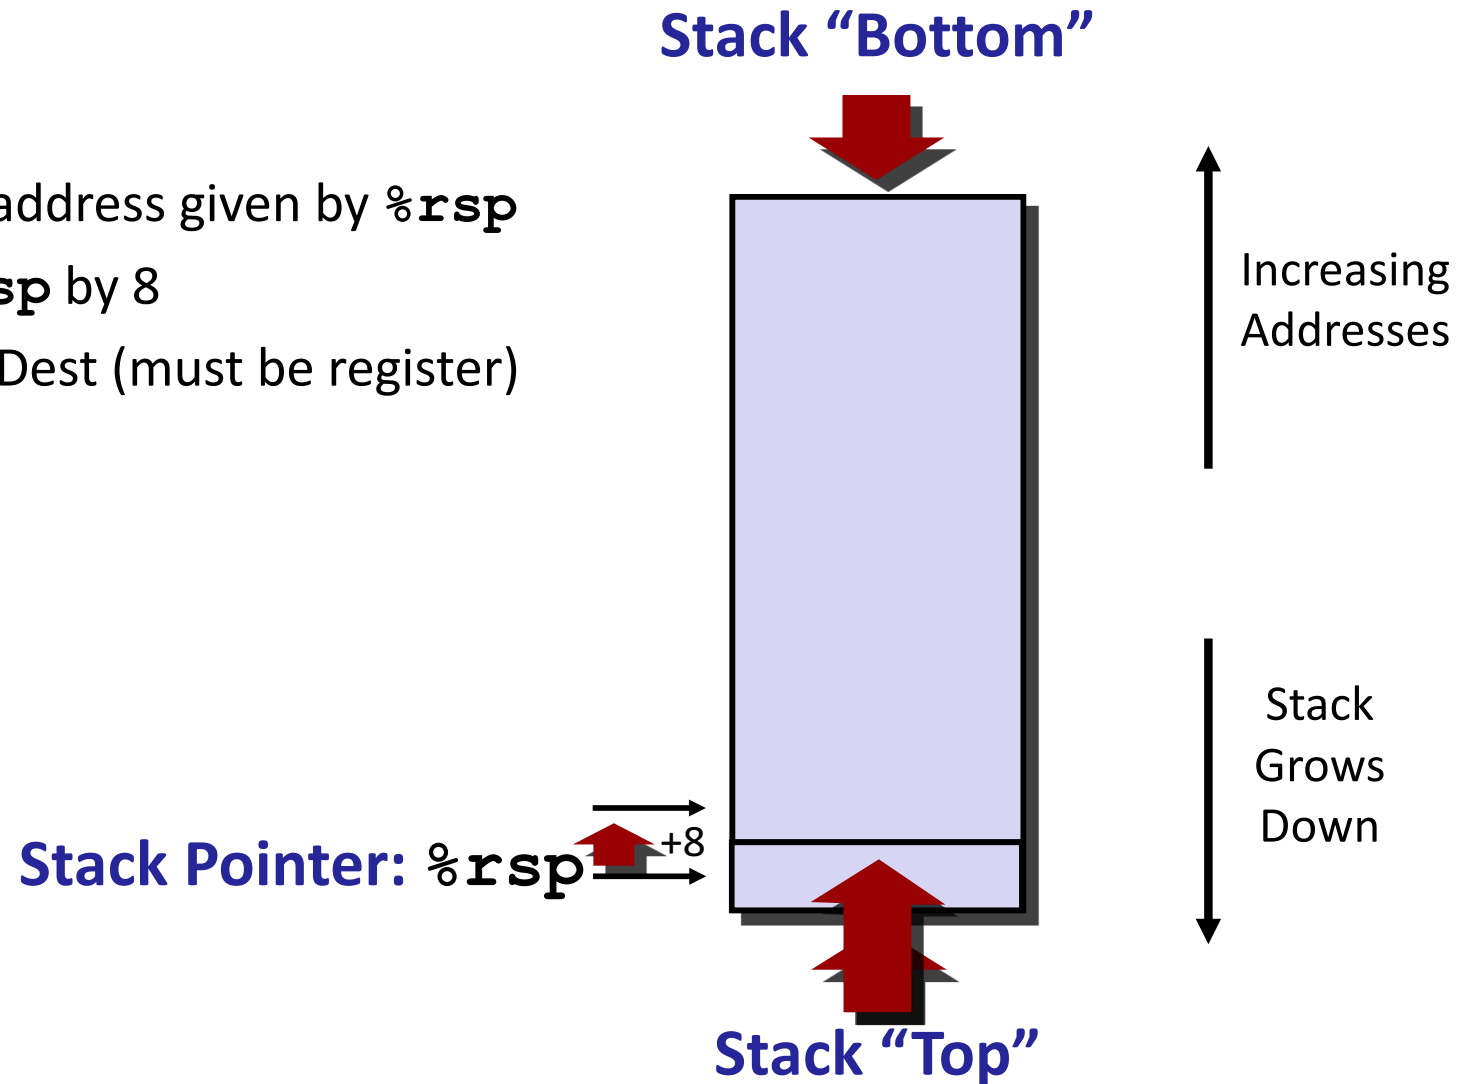 Stack “Bottom”
address given by %rsp
sp by 8
Dest (must be register)
Increasing
Addresses
Stack
Grows
Down
+8
Stack Pointer: %rsp
Stack “Top”